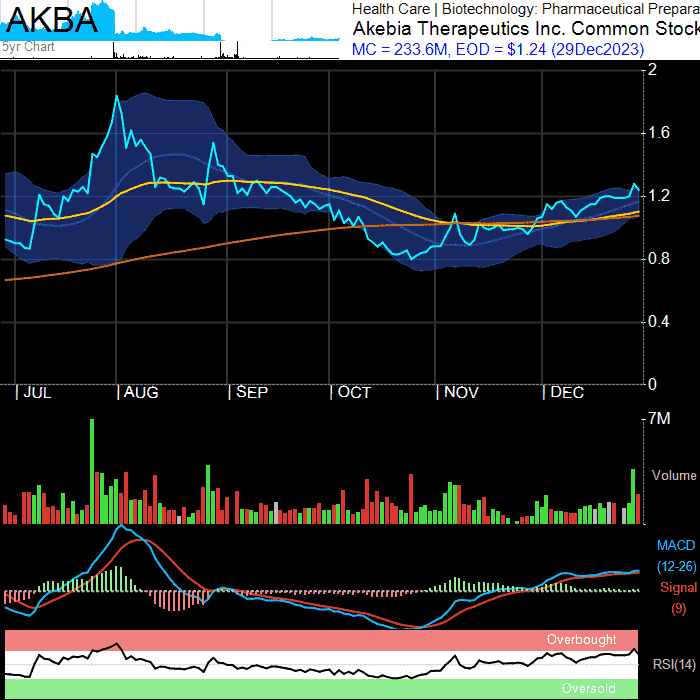 AKBA
5yr Chart
Health Care | Biotechnology: Pharmaceutical Prepara
Akebia Therapeutics Inc. Common Stock
MC = 233.6M, EOD = $1.24 (29Dec2023)
2
1.6
1.2
0.8
0.4
0
JUL AUG SEP OCT NOV DEC
7M
Volume
MACD
(12-26)
Signal
(9)
Overbought
RSI(14)
Oversold